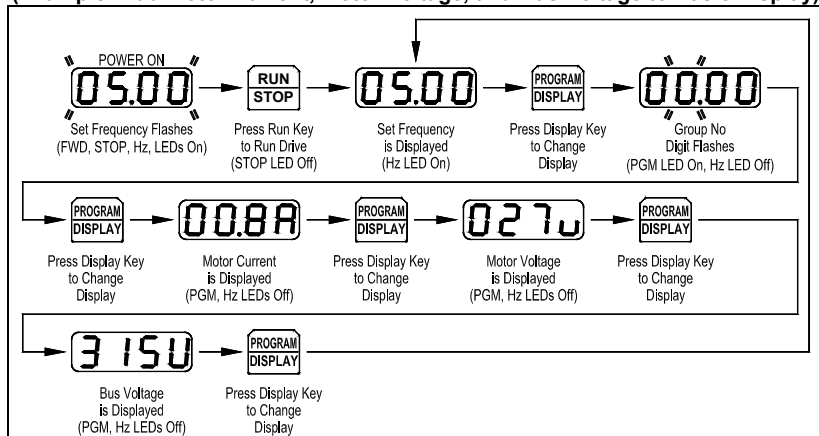 POWER ON
05.00
Set Frequency Flashes
(FWD, STOP, Hz, LEDs On)
RUN
STOP
Press Run Key
to Run Drive
(STOP LED Off)
05.00
Set Frequency
is Displayed
(Hz LED On)
PROGRAM
DISPLAY
Press Display Key
to Change
Display
00.00
Group No
Digit Flashes
(PGM LED On, Hz LED Off)
PROGRAM
DISPLAY
Press Display Key
to Change
Display
00.8A
Motor Current
is Displayed
(PGM, Hz LEDs Off)
PROGRAM
DISPLAY
Press Display Key
to Change
Display
027u
Motor Voltage
is Displayed
(PGM, Hz LEDs Off)
PROGRAM
DISPLAY
Press Display Key
to Change
Display
315U
Bus Voltage
is Displayed
(PGM, Hz LEDs Off)
PROGRAM
DISPLAY
Press Display Key
to Change
Display